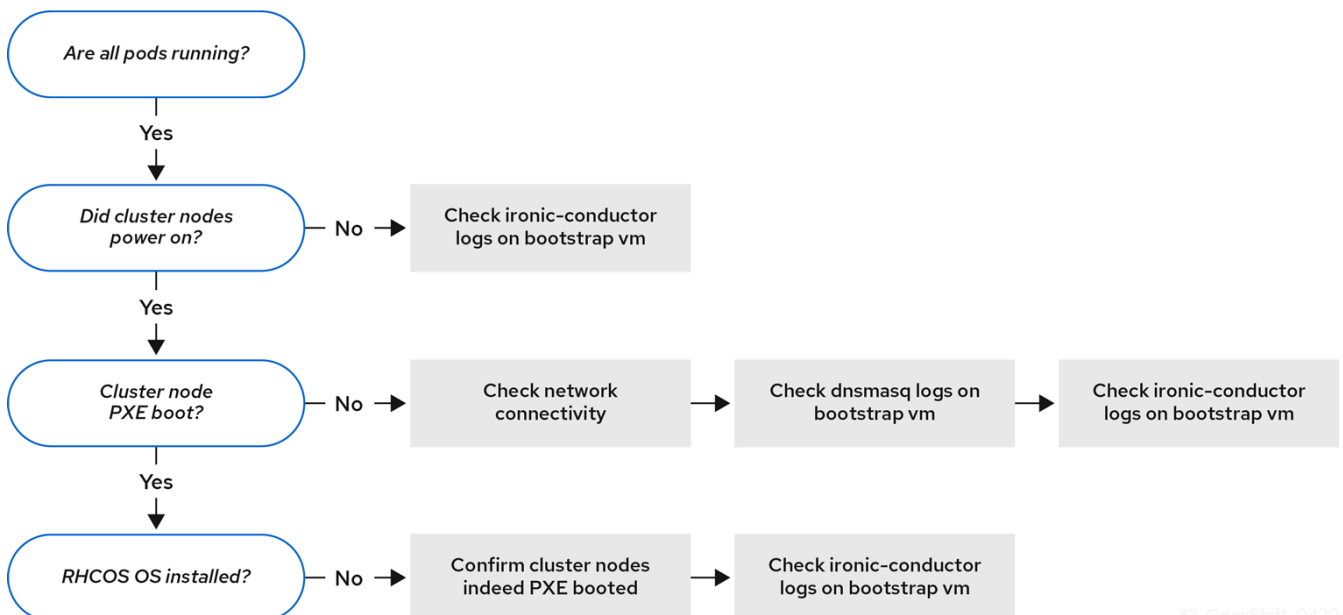 Are all pods running?
Yes
Did cluster nodes
power on?
No
Check ironic-conductor
logs on bootstrap vm
Yes
Cluster node
PXE boot?
No
Check network
connectivity
Check dnsmasq logs on
bootstrap vm
Check ironic-conductor
logs on bootstrap vm
Yes
RHCOS OS installed?
No
Confirm cluster nodes
indeed PXE booted
Check ironic-conductor
logs on bootstrap vm